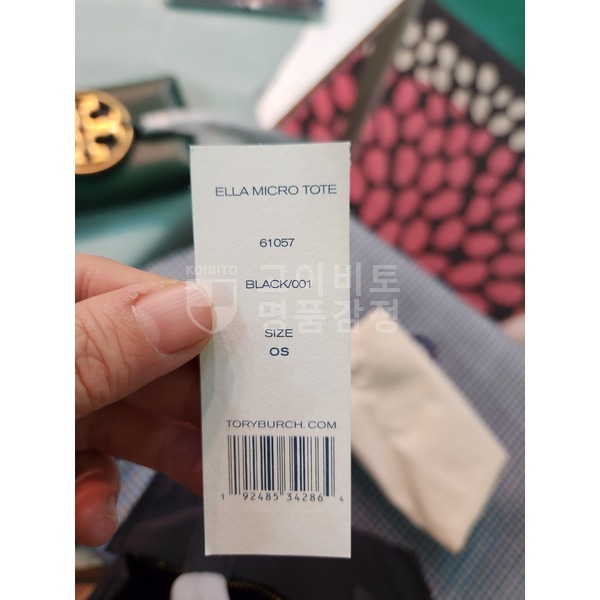 ELLA MICRO TOTE
61057
KOIBITO
고이비토
BLACK/001
명품감정
SIZE
OS
TORYBURCH.COM
1 92485 34286 4